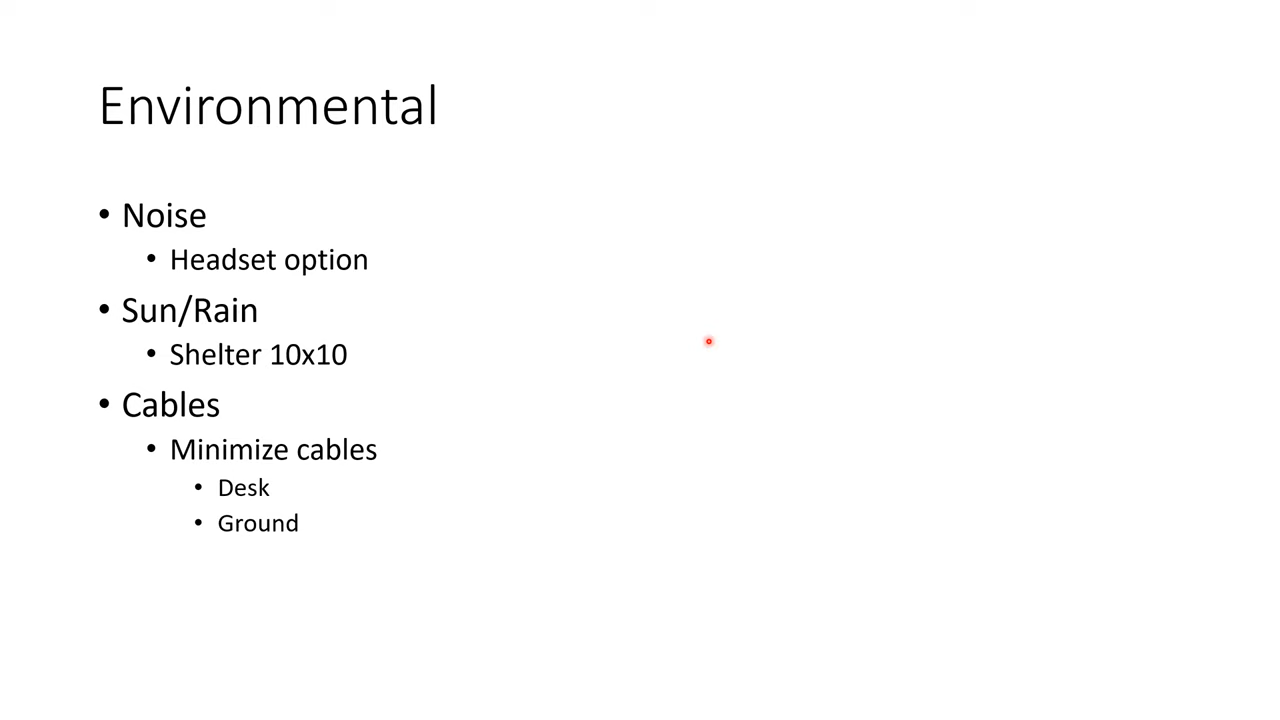 Environmental
• Noise
• Headset option
• Sun/Rain
• Shelter 10x10
• Cables
• Minimize cables
• Desk
• Ground